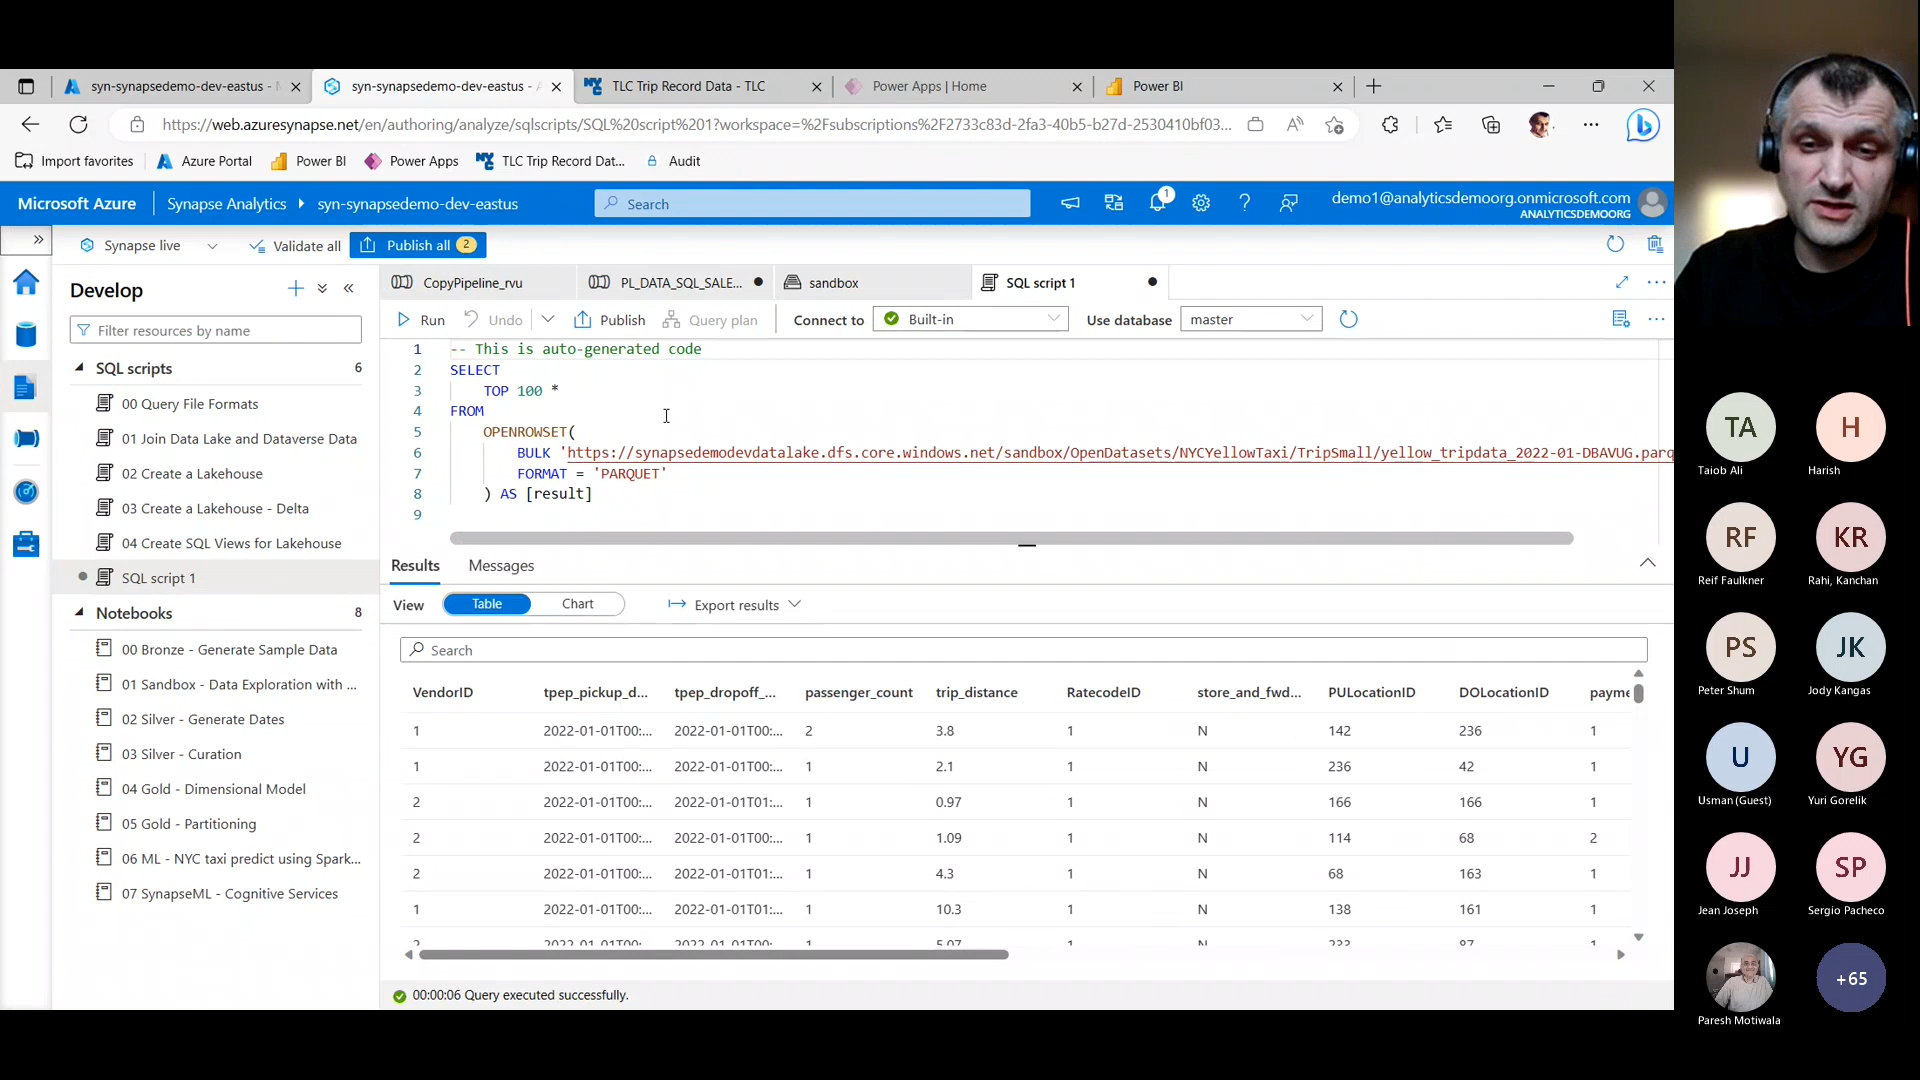 syn-synapsedemo-dev-eastus -
syn-synapsedemo-dev-eastus -
TLC Trip Record Data - TLC
Power Apps | Home
Power BI
https://web.azuresynapse.net/en/authoring/analyze/sqlscripts/SQL%20script%201?workspace=%2Fsubscriptions%2F2733c83d-2fa3-40b5-b27d-2530410bf03...
Import favorites
Azure Portal
Power BI
Power Apps
TLC Trip Record Dat...
Audit
Microsoft Azure
Synapse Analytics
syn-synapsedemo-dev-eastus
Search
1
demo1@analyticsdemoorg.onmicrosoft.com
ANALYTICSDEMOORG
Synapse live
Validate all
Publish all 2
Develop
Filter resources by name
SQL scripts 6
00 Query File Formats
01 Join Data Lake and Dataverse Data
02 Create a Lakehouse
03 Create a Lakehouse - Delta
04 Create SQL Views for Lakehouse
SQL script 1
Notebooks 8
00 Bronze - Generate Sample Data
01 Sandbox - Data Exploration with ...
02 Silver - Generate Dates
03 Silver - Curation
04 Gold - Dimensional Model
05 Gold - Partitioning
06 ML - NYC taxi predict using Spark...
07 SynapseML - Cognitive Services
CopyPipeline_rvu
PL_DATA_SQL_SALE...
sandbox
SQL script 1
Run
Undo
Publish
Query plan
Connect to
Built-in
Use database
master
1 -- This is auto-generated code
2 SELECT
3 TOP 100 *
4 FROM
5 OPENROWSET(
6 BULK 'https://synapsedemodevdatalake.dfs.core.windows.net/sandbox/OpenDatasets/NYCYellowTaxi/TripSmall/yellow_tripdata_2022-01-DBAVUG.parq
7 FORMAT = 'PARQUET'
8 ) AS [result]
9
Results
Messages
View
Table
Chart
Export results
Search
VendorID tpep_pickup_d... tpep_dropoff_... passenger_count trip_distance RatecodeID store_and_fwd... PULocationID DOLocationID payme
1 2022-01-01T00:... 2022-01-01T00:... 2 3.8 1 N 142 236 1
1 2022-01-01T00:... 2022-01-01T00:... 1 2.1 1 N 236 42 1
2 2022-01-01T00:... 2022-01-01T01:... 1 0.97 1 N 166 166 1
2 2022-01-01T00:... 2022-01-01T00:... 1 1.09 1 N 114 68 2
2 2022-01-01T00:... 2022-01-01T01:... 1 4.3 1 N 68 163 1
1 2022-01-01T00:... 2022-01-01T01:... 1 10.3 1 N 138 161 1
2 2022-01-01T00:... 2022-01-01T00:... 1 5.07 1 N 233 87 1
00:00:06 Query executed successfully.
TA
Taiob Ali
H
Harish
RF
Reif Faulkner
KR
Rahi, Kanchan
PS
Peter Shum
JK
Jody Kangas
U
Usman (Guest)
YG
Yuri Gorelik
JJ
Jean Joseph
SP
Sergio Pacheco
Paresh Motiwala
+65